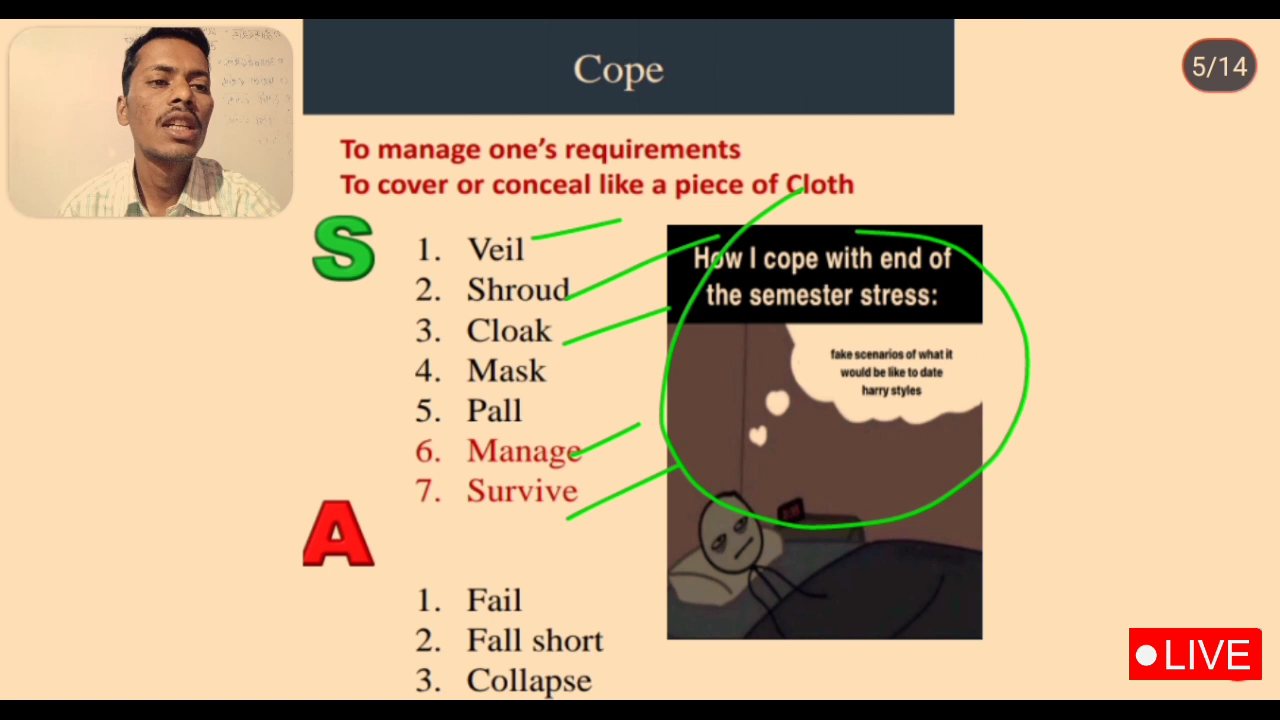 Cope
5/14
To manage one's requirements
To cover or conceal like a piece of Cloth
S
1. Veil
2. Shroud
3. Cloak
4. Mask
5. Pall
6. Manage
7. Survive
How I cope with end of
the semester stress:
fake scenarios of what it
would be like to date
harry styles
A
1. Fail
2. Fall short
3. Collapse
LIVE